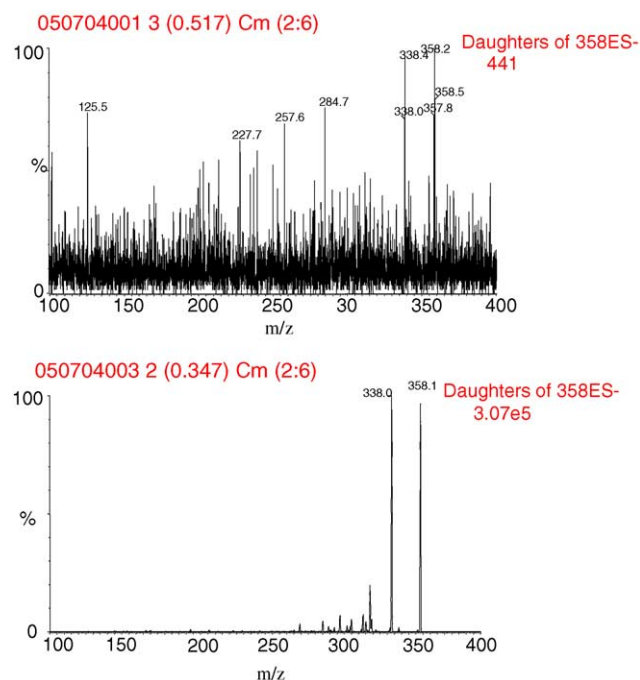 050704001 3 (0.517) Cm (2:6)
Daughters of 358ES-
441
100
358.2
338.4
358.5
125.5
338.0
357.8
284.7
257.6
227.7
%
0
100 150 200 250 30 350 400
m/z
050704003 2 (0.347) Cm (2:6)
Daughters of 358ES-
3.07e5
100
338.0
358.1
%
0
100 150 200 250 300 350 400
m/z